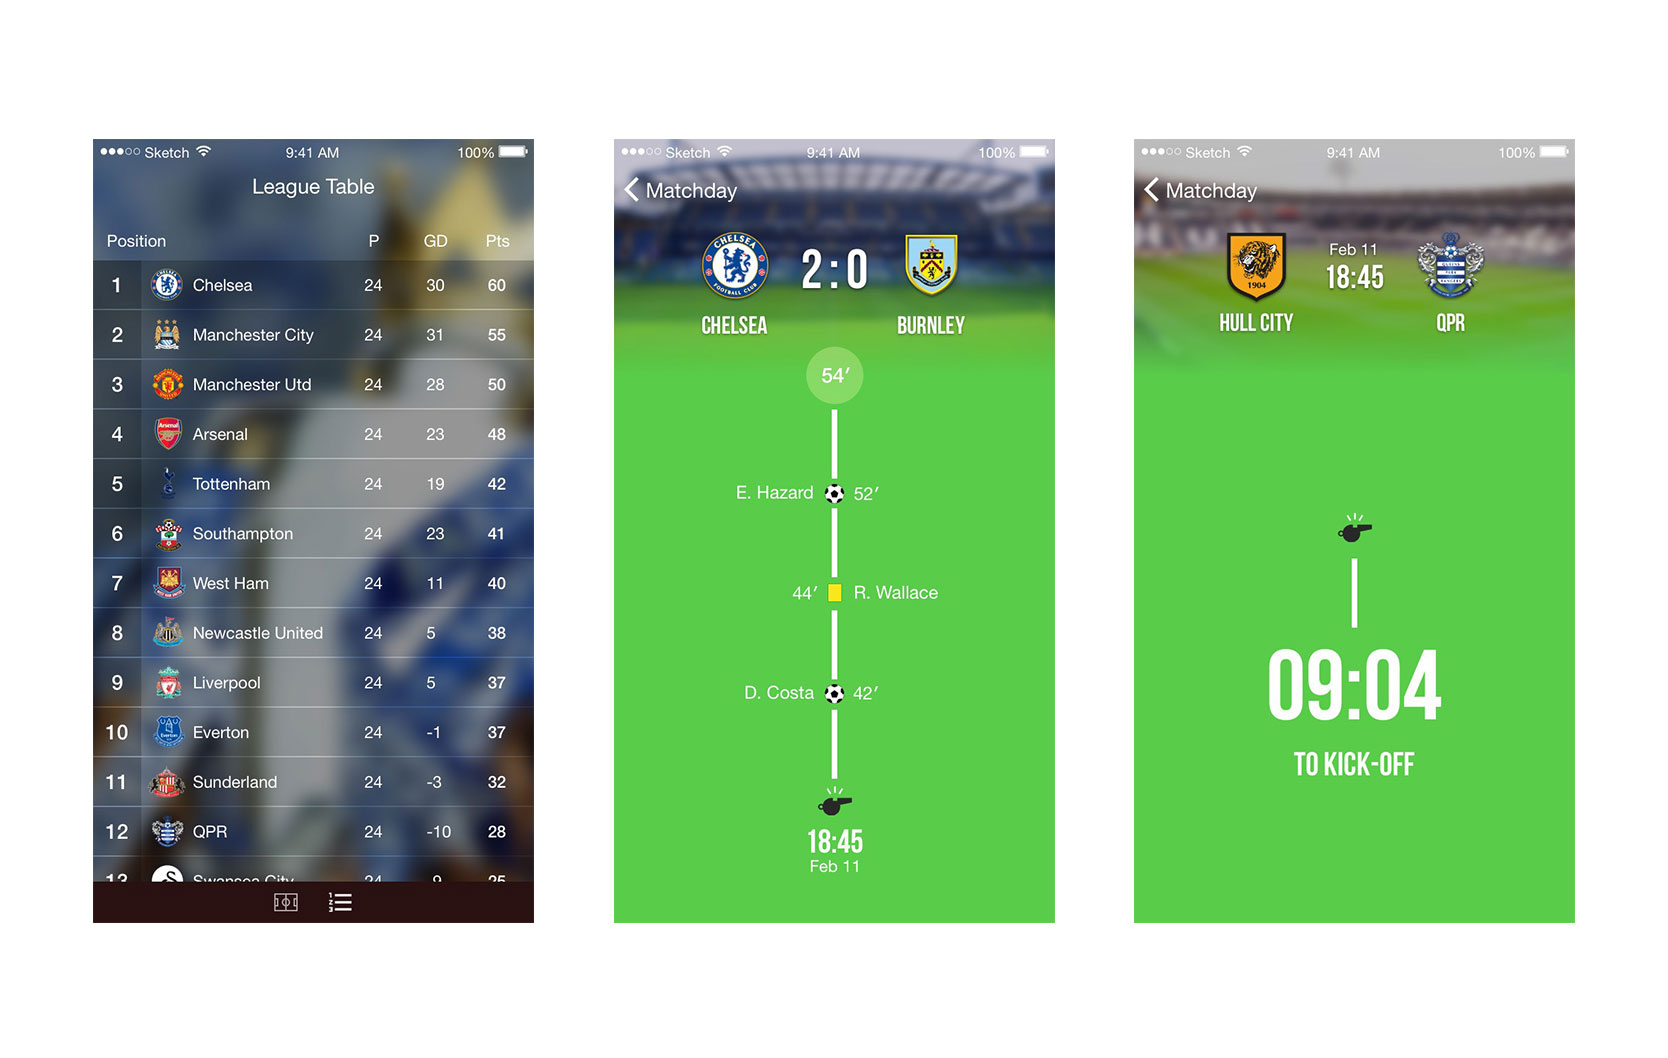 Sketch 9:41 AM 100%
League Table
Position P GD Pts
1 Chelsea 24 30 60
2 Manchester City 24 31 55
3 Manchester Utd 24 28 50
4 Arsenal 24 23 48
5 Tottenham 24 19 42
6 Southampton 24 23 41
7 West Ham 24 11 40
8 Newcastle United 24 5 38
9 Liverpool 24 5 37
10 Everton 24 -1 37
11 Sunderland 24 -3 32
12 QPR 24 -10 28
13 Swansea City 24 25
Sketch 9:41 AM 100%
Matchday
CHELSEA
FOOTBALL CLUB
2:0
CHELSEA BURNLEY
54′
E. Hazard 52′
44′ R. Wallace
D. Costa 42′
18:45
Feb 11
Sketch 9:41 AM 100%
Matchday
1904
Feb 11
18:45
HULL CITY QPR
09:04
TO KICK-OFF